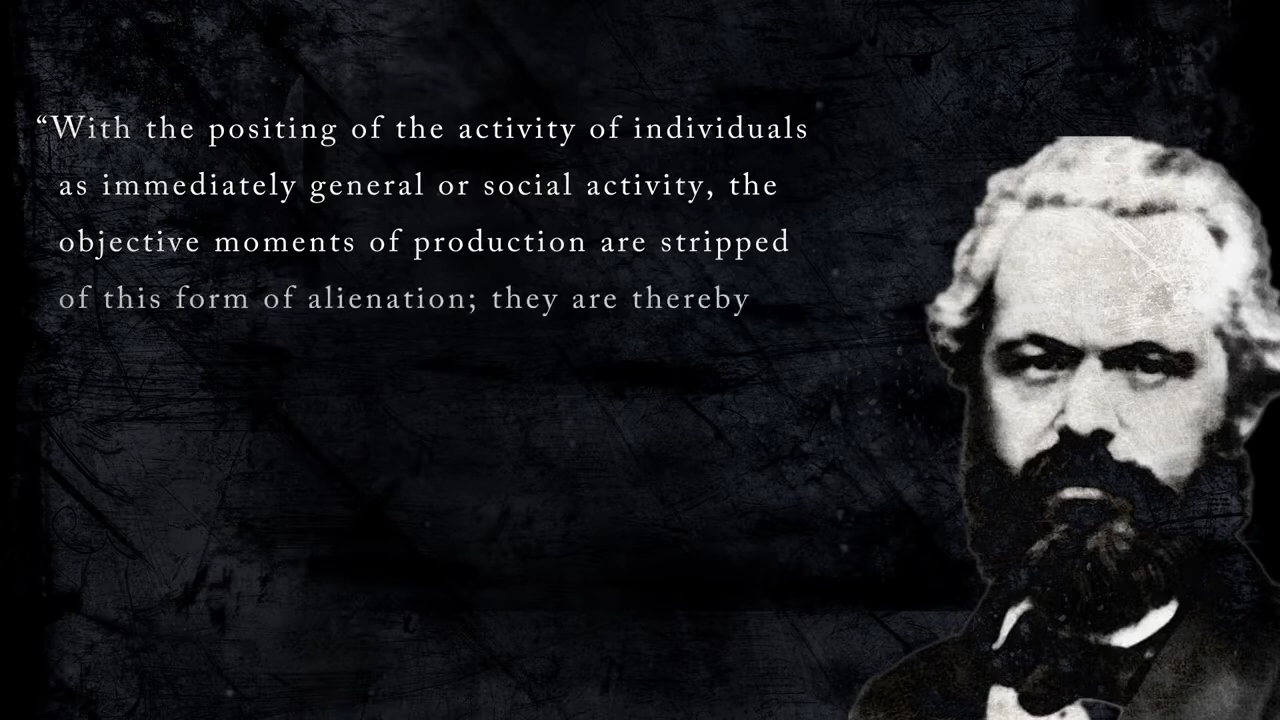 “With the positing of the activity of individuals
as immediately general or social activity, the
objective moments of production are stripped
of this form of alienation; they are thereby